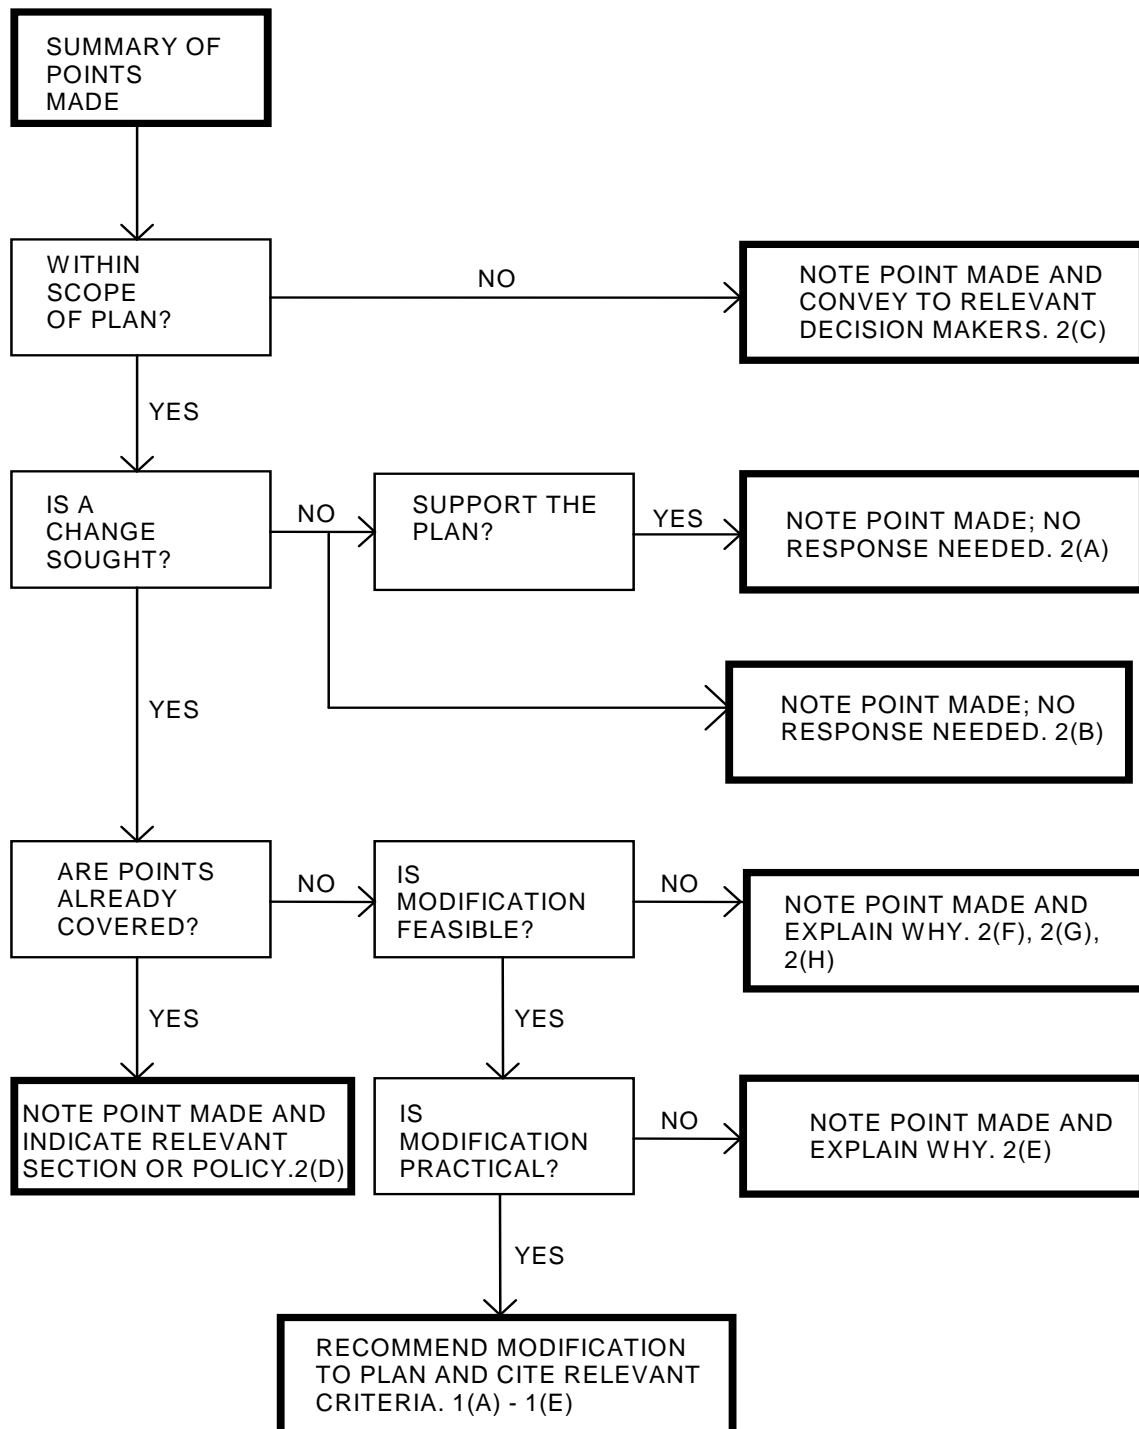 SUMMARY OF
POINTS
MADE
WITHIN
SCOPE
OF PLAN?
NO
NOTE POINT MADE AND
CONVEY TO RELEVANT
DECISION MAKERS. 2(C)
YES
IS A
CHANGE
SOUGHT?
NO
SUPPORT THE
PLAN?
YES
NOTE POINT MADE; NO
RESPONSE NEEDED. 2(A)
NOTE POINT MADE; NO
RESPONSE NEEDED. 2(B)
YES
ARE POINTS
ALREADY
COVERED?
NO
IS
MODIFICATION
FEASIBLE?
NO
NOTE POINT MADE AND
EXPLAIN WHY. 2(F), 2(G),
2(H)
YES
YES
NOTE POINT MADE AND
INDICATE RELEVANT
SECTION OR POLICY.2(D)
IS
MODIFICATION
PRACTICAL?
NO
NOTE POINT MADE AND
EXPLAIN WHY. 2(E)
YES
RECOMMEND MODIFICATION
TO PLAN AND CITE RELEVANT
CRITERIA. 1(A) - 1(E)